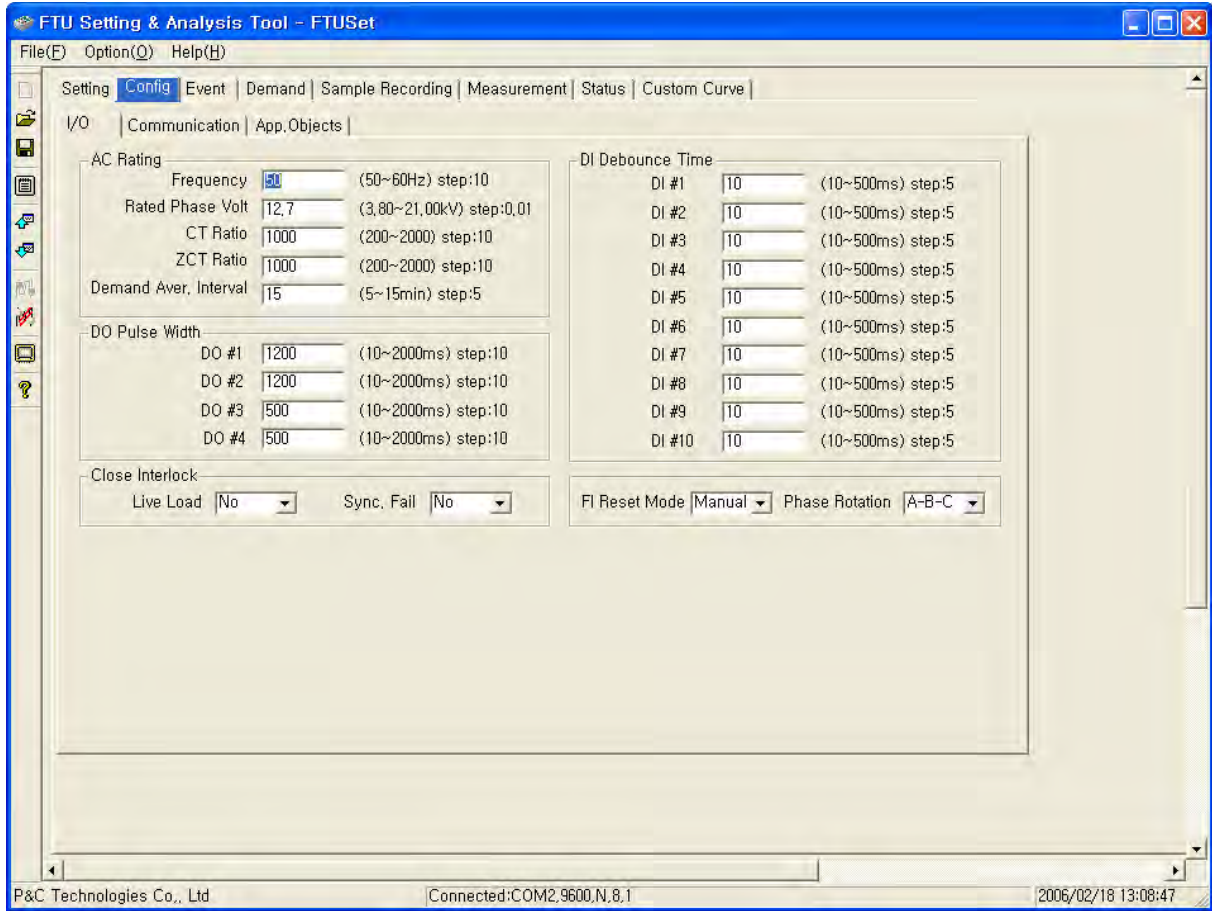 FTU Setting & Analysis Tool - FTUSet
File(F) Option(O) Help(H)
Setting Config Event Demand Sample Recording Measurement Status Custom Curve
I/O Communication App.Objects
AC Rating
Frequency 50 (50~60Hz) step:10
Rated Phase Volt 12.7 (3.80~21.00kV) step:0.01
CT Ratio 1000 (200~2000) step:10
ZCT Ratio 1000 (200~2000) step:10
Demand Aver. Interval 15 (5~15min) step:5
DO Pulse Width
DO #1 1200 (10~2000ms) step:10
DO #2 1200 (10~2000ms) step:10
DO #3 500 (10~2000ms) step:10
DO #4 500 (10~2000ms) step:10
Close Interlock
Live Load No Sync. Fail No
DI Debounce Time
DI #1 10 (10~500ms) step:5
DI #2 10 (10~500ms) step:5
DI #3 10 (10~500ms) step:5
DI #4 10 (10~500ms) step:5
DI #5 10 (10~500ms) step:5
DI #6 10 (10~500ms) step:5
DI #7 10 (10~500ms) step:5
DI #8 10 (10~500ms) step:5
DI #9 10 (10~500ms) step:5
DI #10 10 (10~500ms) step:5
FI Reset Mode Manual Phase Rotation A-B-C
P&C Technologies Co., Ltd Connected:COM2,9600,N,8,1 2006/02/18 13:08:47